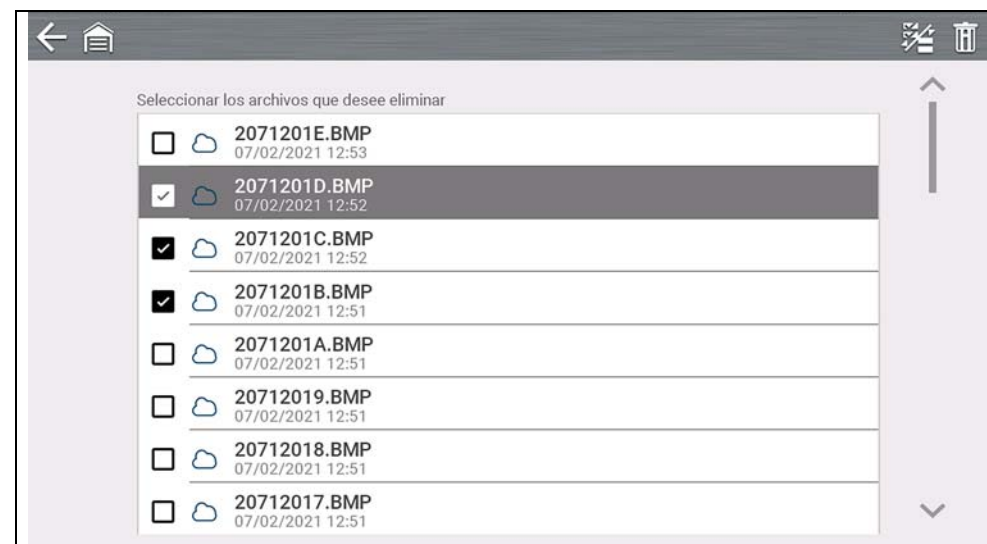 Seleccionar los archivos que desee eliminar
2071201E.BMP
07/02/2021 12:53
2071201D.BMP
07/02/2021 12:52
2071201C.BMP
07/02/2021 12:52
2071201B.BMP
07/02/2021 12:51
2071201A.BMP
07/02/2021 12:51
20712019.BMP
07/02/2021 12:51
20712018.BMP
07/02/2021 12:51
20712017.BMP
07/02/2021 12:51